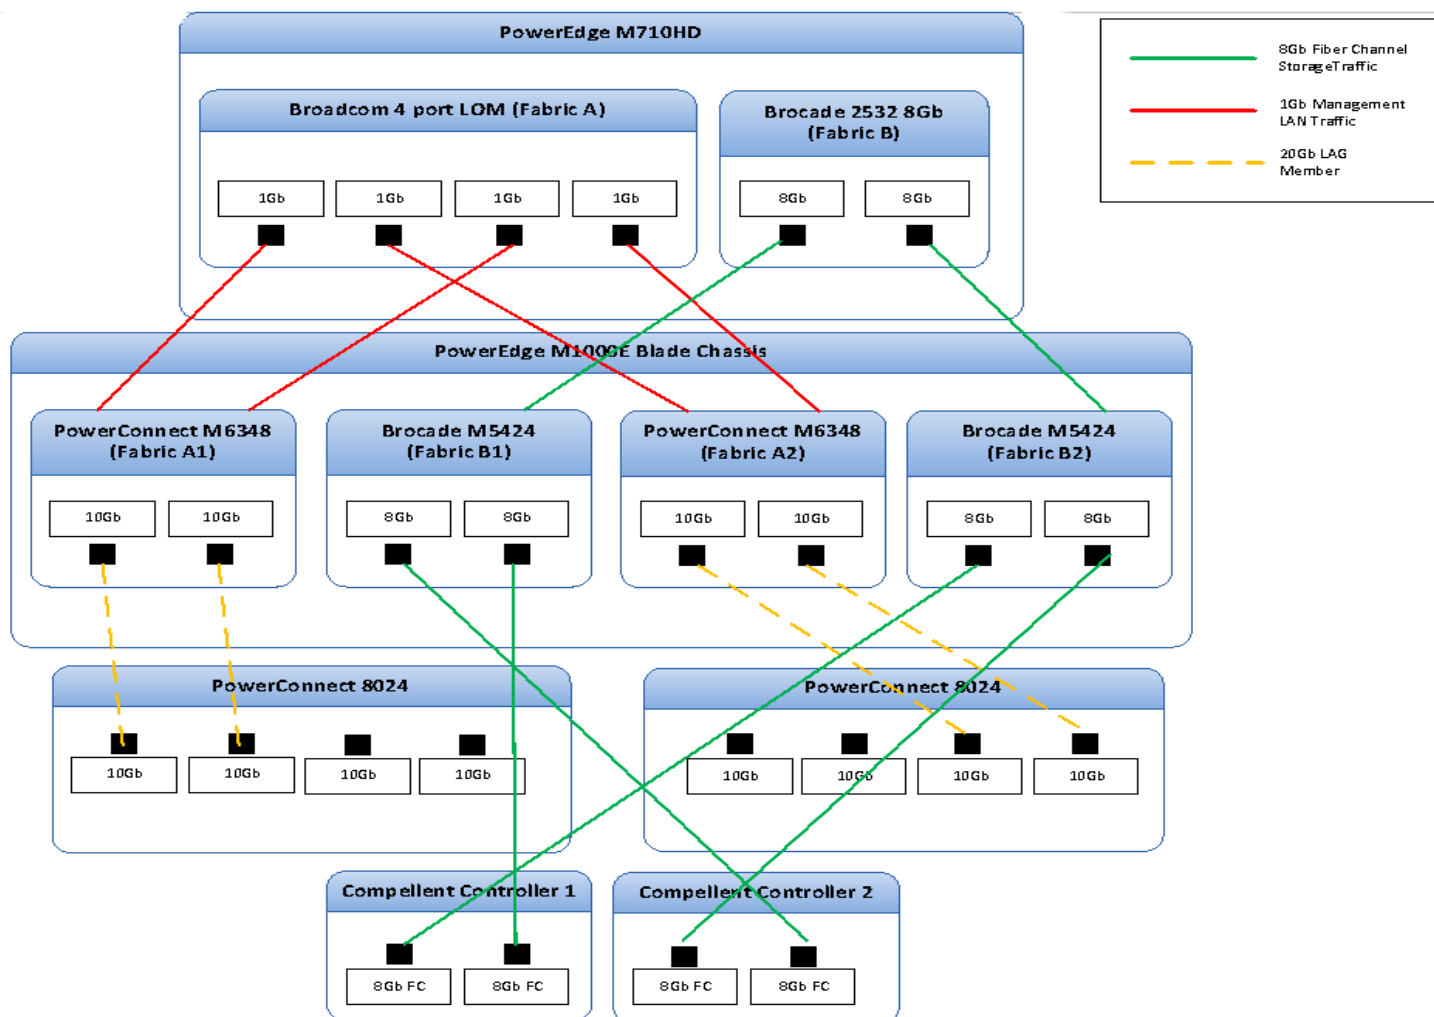 PowerEdge M710HD
8Gb Fiber Channel
StorageTraffic
1Gb Management
LAN Traffic
20Gb LAG
Member
Broadcom 4 port LOM (Fabric A)
Brocade 2532 8Gb
(Fabric B)
1Gb 1Gb 1Gb 1Gb
8Gb 8Gb
PowerEdge M1000E Blade Chassis
PowerConnect M6348
(Fabric A1)
Brocade M5424
(Fabric B1)
PowerConnect M6348
(Fabric A2)
Brocade M5424
(Fabric B2)
10Gb 10Gb
8Gb 8Gb
10Gb 10Gb
8Gb 8Gb
PowerConnect 8024
PowerConnect 8024
10Gb 10Gb 10Gb 10Gb
10Gb 10Gb 10Gb 10Gb
Compellent Controller 1
Compellent Controller 2
8Gb FC 8Gb FC
8Gb FC 8Gb FC